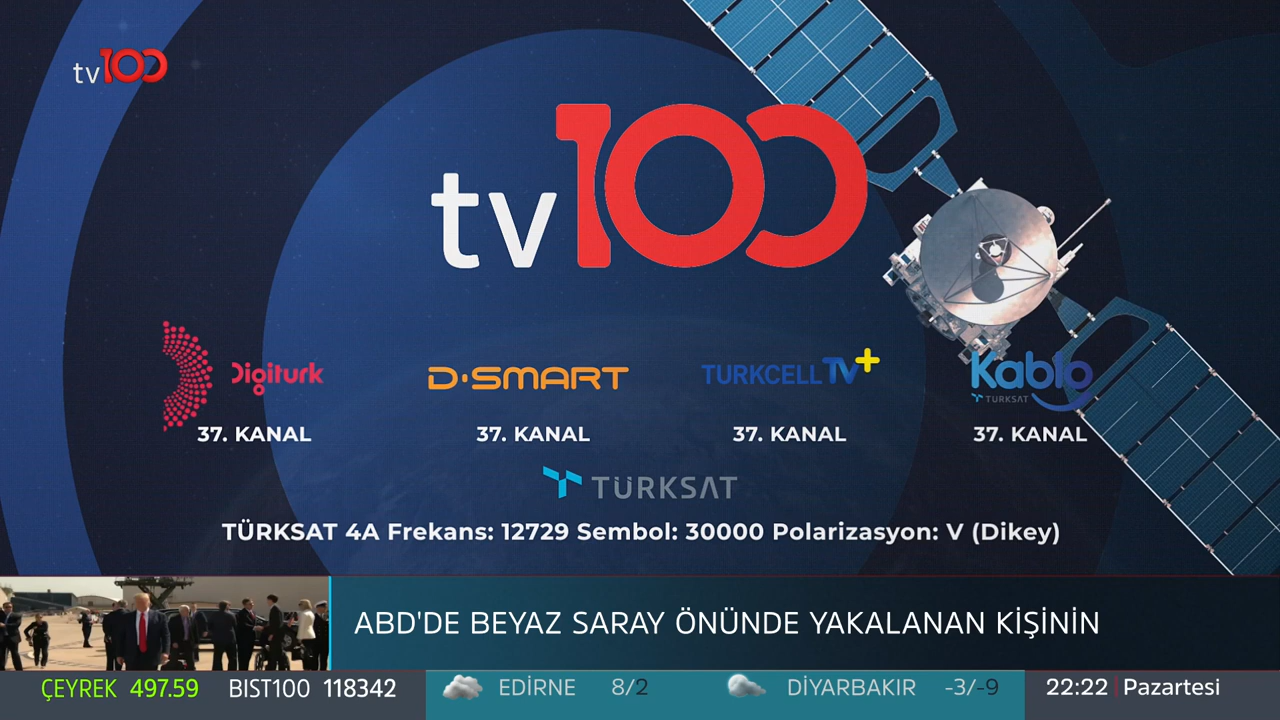 tv100
tv100
Digiturk
D·SMART
TURKCELL TV+
Kablo
TÜRKSAT
37. KANAL
37. KANAL
37. KANAL
37. KANAL
TÜRKSAT
TÜRKSAT 4A Frekans: 12729 Sembol: 30000 Polarizasyon: V (Dikey)
ABD'DE BEYAZ SARAY ÖNÜNDE YAKALANAN KİŞİNİN
ÇEYREK 497.59 BIST100 118342 EDİRNE 8/2 DİYARBAKIR -3/-9 22:22 Pazartesi